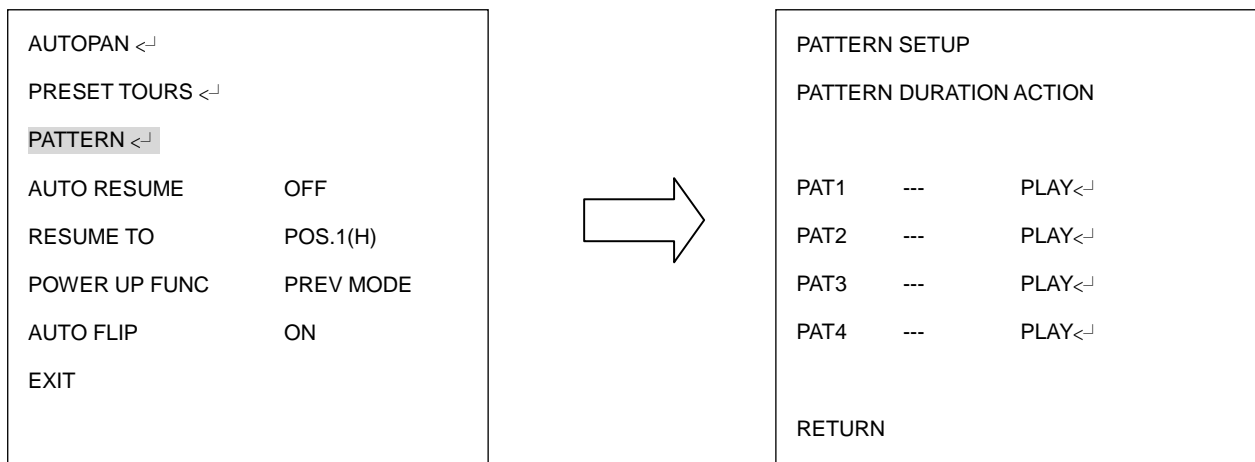 AUTOPAN <┘
PRESET TOURS <┘
PATTERN <┘
AUTO RESUME OFF
RESUME TO POS.1(H)
POWER UP FUNC PREV MODE
AUTO FLIP ON
EXIT
PATTERN SETUP
PATTERN DURATION ACTION
PAT1 --- PLAY<┘
PAT2 --- PLAY<┘
PAT3 --- PLAY<┘
PAT4 --- PLAY<┘
RETURN